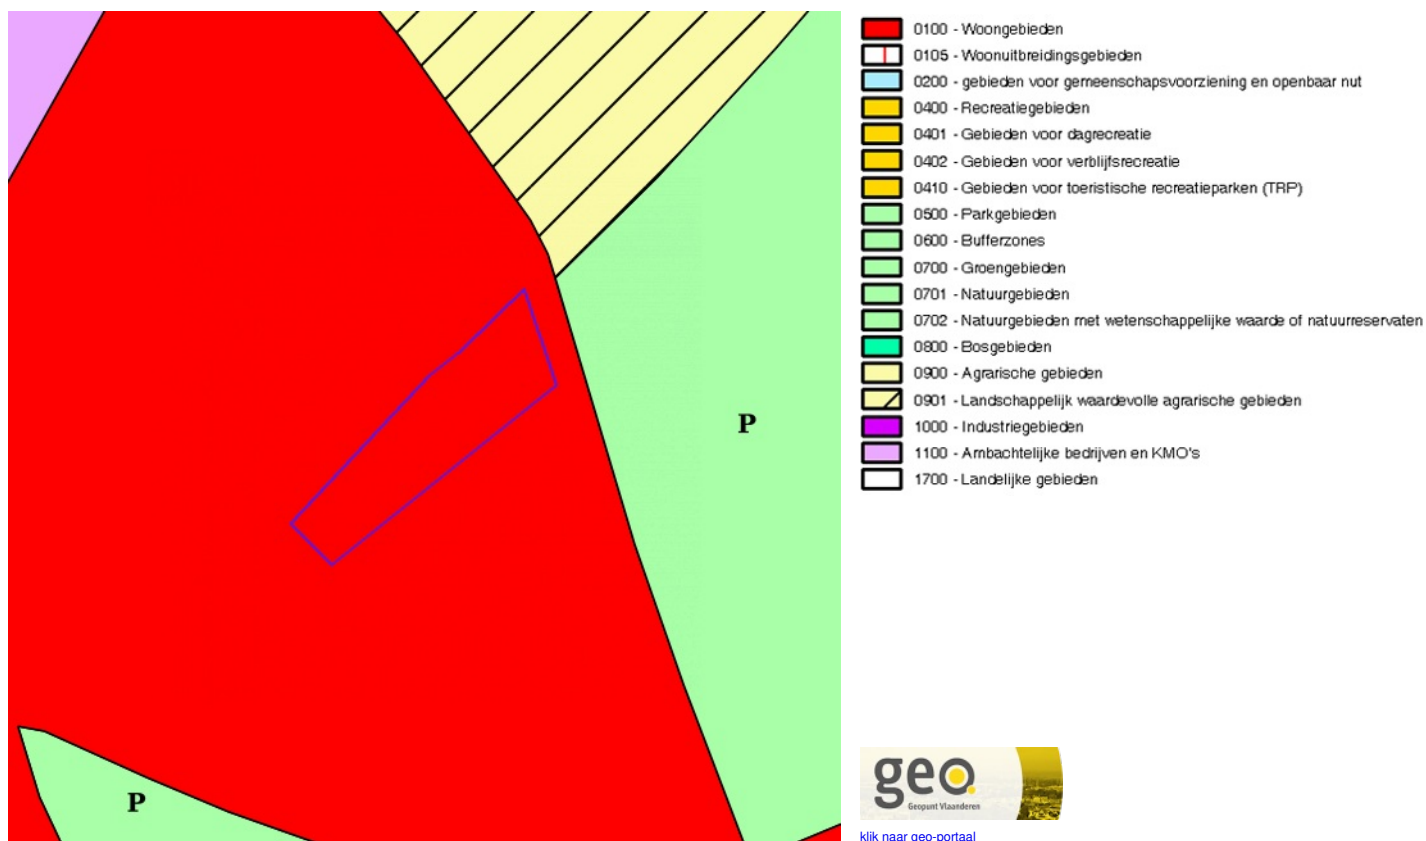 0100 - Woongebieden
0105 - Woonuitbreidingsgebieden
0200 - gebieden voor gemeenschapsvoorziening en openbaar nut
0400 - Recreatiegebieden
0401 - Gebieden voor dagrecreatie
0402 - Gebieden voor verblijfsrecreatie
0410 - Gebieden voor toeristische recreatieparken (TRP)
0500 - Parkgebieden
0600 - Bufferzones
0700 - Groengebieden
0701 - Natuurgebieden
0702 - Natuurgebieden met wetenschappelijke waarde of natuurreservaten
0800 - Bosgebieden
0900 - Agrarische gebieden
0901 - Landschappelijk waardevolle agrarische gebieden
1000 - Industriegebieden
1100 - Ambachtelijke bedrijven en KMO's
1700 - Landelijke gebieden
P
P
geo
Geopunt Vlaanderen
klik naar geo-portaal